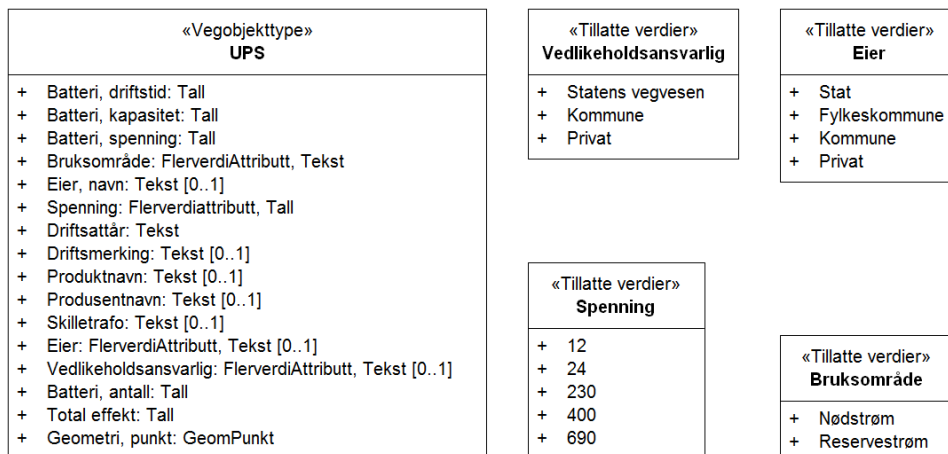 «Vegobjekttype»
UPS
+ Batteri, driftstid: Tall
+ Batteri, kapasitet: Tall
+ Batteri, spenning: Tall
+ Bruksområde: FlerverdiAttributt, Tekst
+ Eier, navn: Tekst [0..1]
+ Spenning: Flerverdiattributt, Tall
+ Driftsattår: Tekst
+ Driftsmerking: Tekst [0..1]
+ Produktnavn: Tekst [0..1]
+ Produsentnavn: Tekst [0..1]
+ Skilletrafo: Tekst [0..1]
+ Eier: FlerverdiAttributt, Tekst [0..1]
+ Vedlikeholdsansvarlig: FlerverdiAttributt, Tekst [0..1]
+ Batteri, antall: Tall
+ Total effekt: Tall
+ Geometri, punkt: GeomPunkt
«Tillatte verdier»
Vedlikeholdsansvarlig
+ Statens vegvesen
+ Kommune
+ Privat
«Tillatte verdier»
Eier
+ Stat
+ Fylkeskommune
+ Kommune
+ Privat
«Tillatte verdier»
Spenning
+ 12
+ 24
+ 230
+ 400
+ 690
«Tillatte verdier»
Bruksområde
+ Nødstrøm
+ Reservestrøm